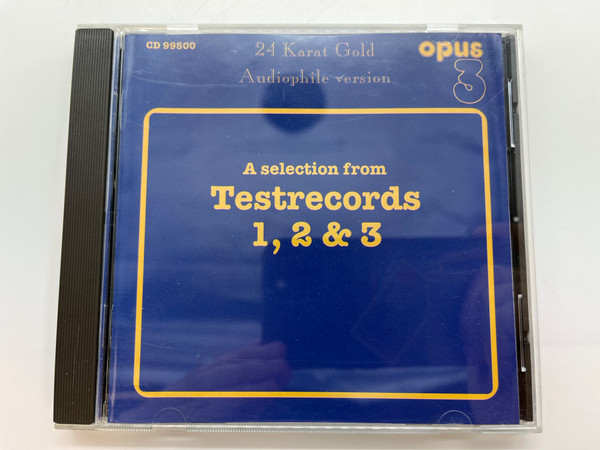 CD 99500
24 Karat Gold
Audiophile version
opus
3
A selection from
Testrecords
1, 2 & 3